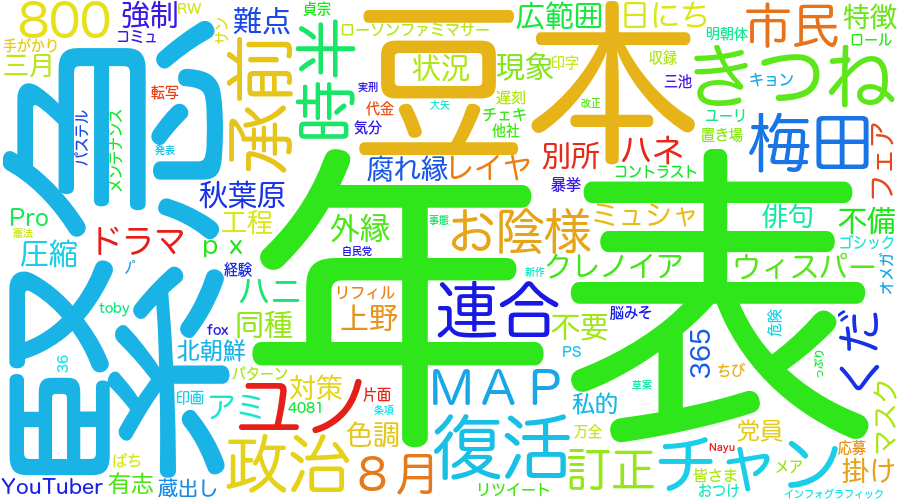 800
強制
難点
貞宗
ローソンファミマサー
広範囲
日にち
市民
特徴
RW
コミュ
サン
手がかり
三月
転写
豆本
状況
現象
印字
収録
明朝体
ロール
きつね
パステル
メンテナンス
発表
承前
時半
実刑
代金
気分
大矢
遅刻
チェキ
他社
改正
三池
キョン
ユーリ
置き場
梅田
フェア
腐れ縁
レイヤ
別所
ハネ
暴挙
コントラスト
秋葉原
Pro
憲法
工程
ドラマ
圧縮
ｐｘ
外縁
事態
お陰様
ミュシャ
俳句
不備
ゴシック
オメガ
経験
自民党
年表
新作
クレノイア
ウィスパー
toby
ハニ
リフィル
連合
上野
同種
不要
脳みそ
危険
くだ
fox
北朝鮮
36
パターン
PS
365
ちび
っぷり
印画
アミ
ユノ
対策
4081
片面
条項
ＭＡＰ
草案
私的
マスク
色調
復活
万全
党員
政治
８月
訂正
チャン
Nayu
応募
掛け
ばち
YouTuber
有志
蔵出し
リツイート
皆さま
おつけ
メア
インフォグラフィック